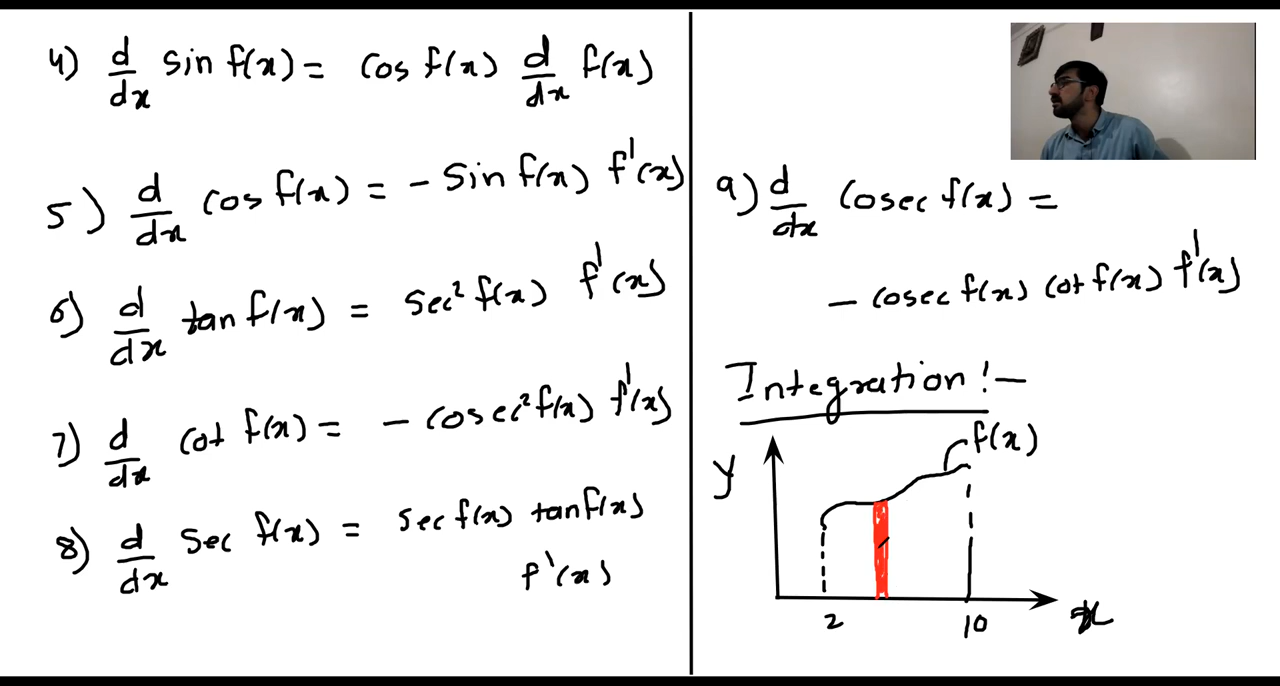 4) d/dx sin f(x) = cos f(x) d/dx f(x)
5) d/dx cos f(x) = - sin f(x) f'(x)
6) d/dx tan f(x) = sec² f(x) f'(x)
7) d/dx cot f(x) = - cosec² f(x) f'(x)
8) d/dx sec f(x) = sec f(x) tan f(x)
f'(x)
9) d/dx cosec f(x) =
- cosec f(x) cot f(x) f'(x)
Integration :-
f(x)
y
2
10
x